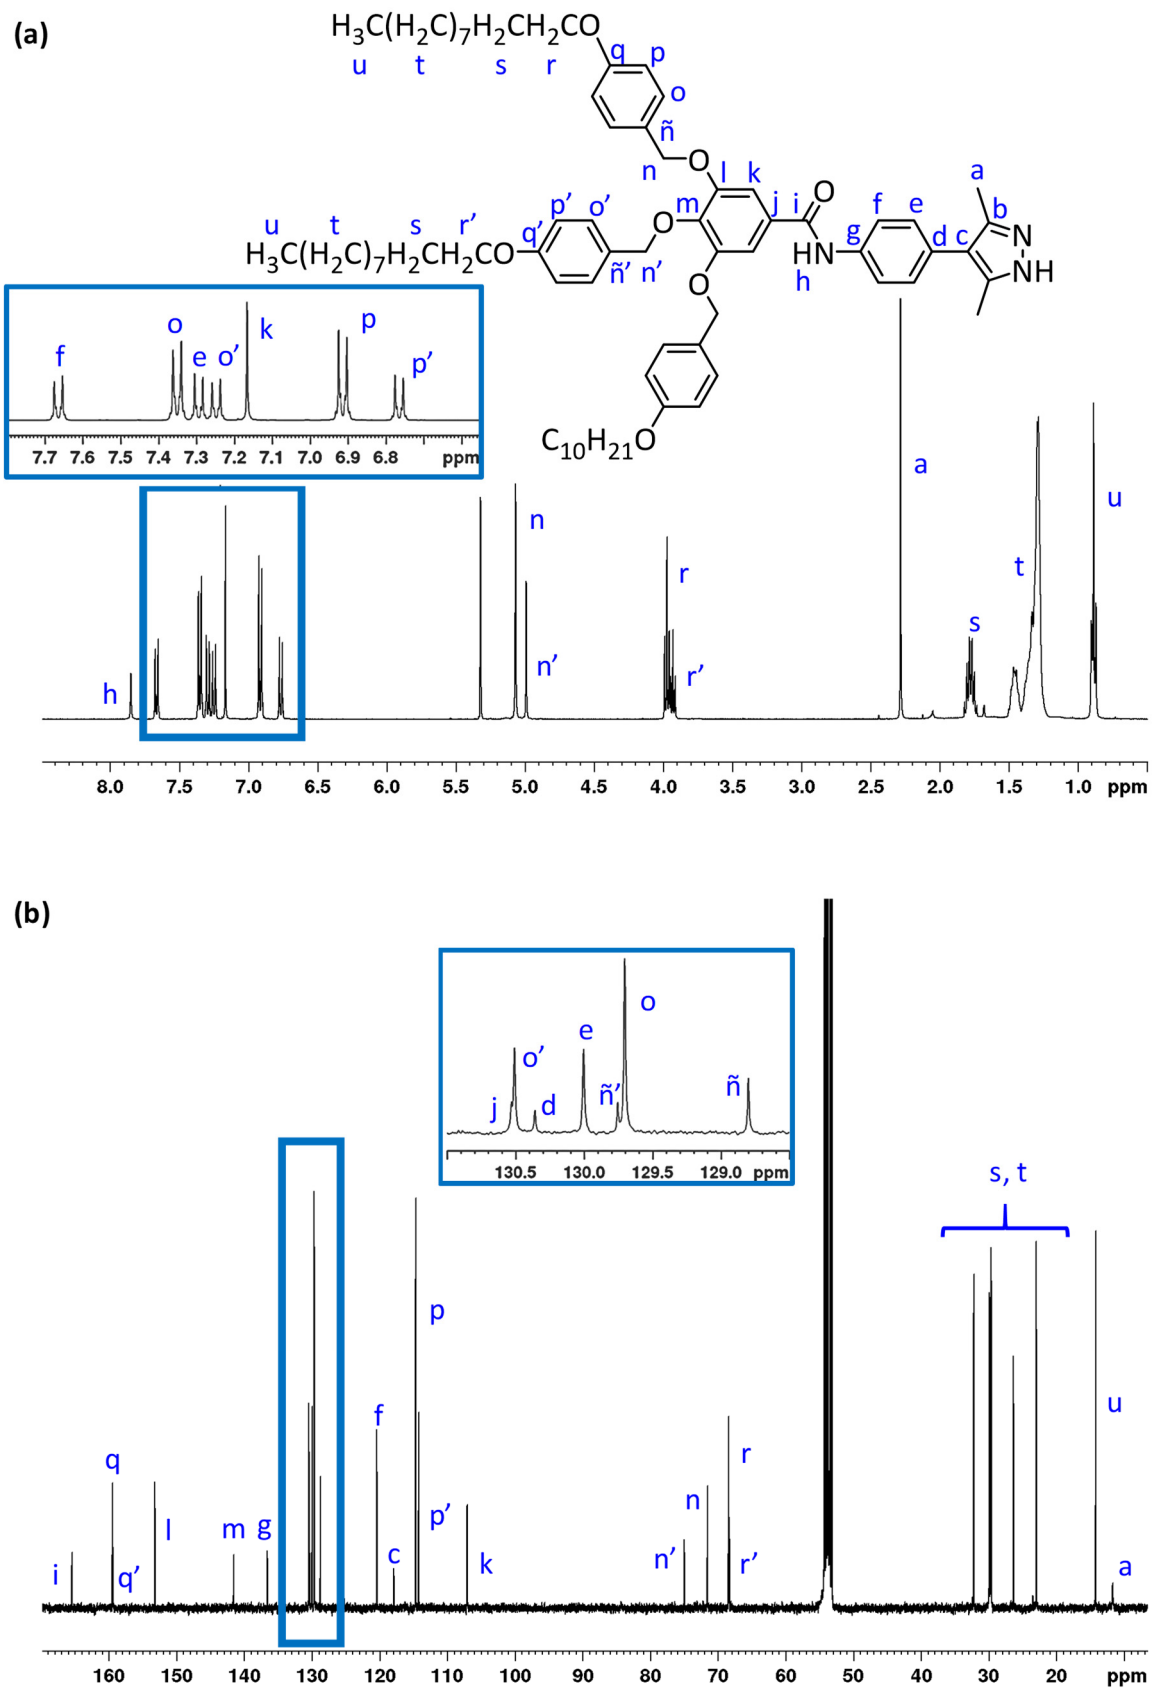 (a)
H3C(H2C)7H2CH2CO
u t s r
q p
o
ñ
n O l k
a
O
j i f e b
p' o' m
u t s r' q' g d c N
H3C(H2C)7H2CH2CO O HN NH
ñ' n' h
O
C10H21O
f o e o' k p p'
7.7 7.6 7.5 7.4 7.3 7.2 7.1 7.0 6.9 6.8 ppm
h n n' r r' a s t u
8.0 7.5 7.0 6.5 6.0 5.5 5.0 4.5 4.0 3.5 3.0 2.5 2.0 1.5 1.0 ppm
(b)
j o' d e ñ' o ñ
130.5 130.0 129.5 129.0 ppm
s, t
i q q' l m g f c p p' k n' n r r' u a
160 150 140 130 120 110 100 90 80 70 60 50 40 30 20 ppm